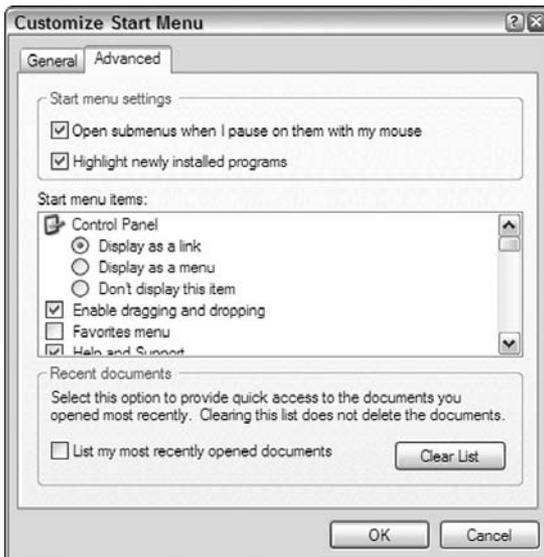 Customize Start Menu
General
Advanced
Start menu settings
Open submenus when I pause on them with my mouse
Highlight newly installed programs
Start menu items:
Control Panel
Display as a link
Display as a menu
Don't display this item
Enable dragging and dropping
Favorites menu
Help and Support
Recent documents
Select this option to provide quick access to the documents you
opened most recently. Clearing this list does not delete the documents.
List my most recently opened documents
Clear List
OK
Cancel